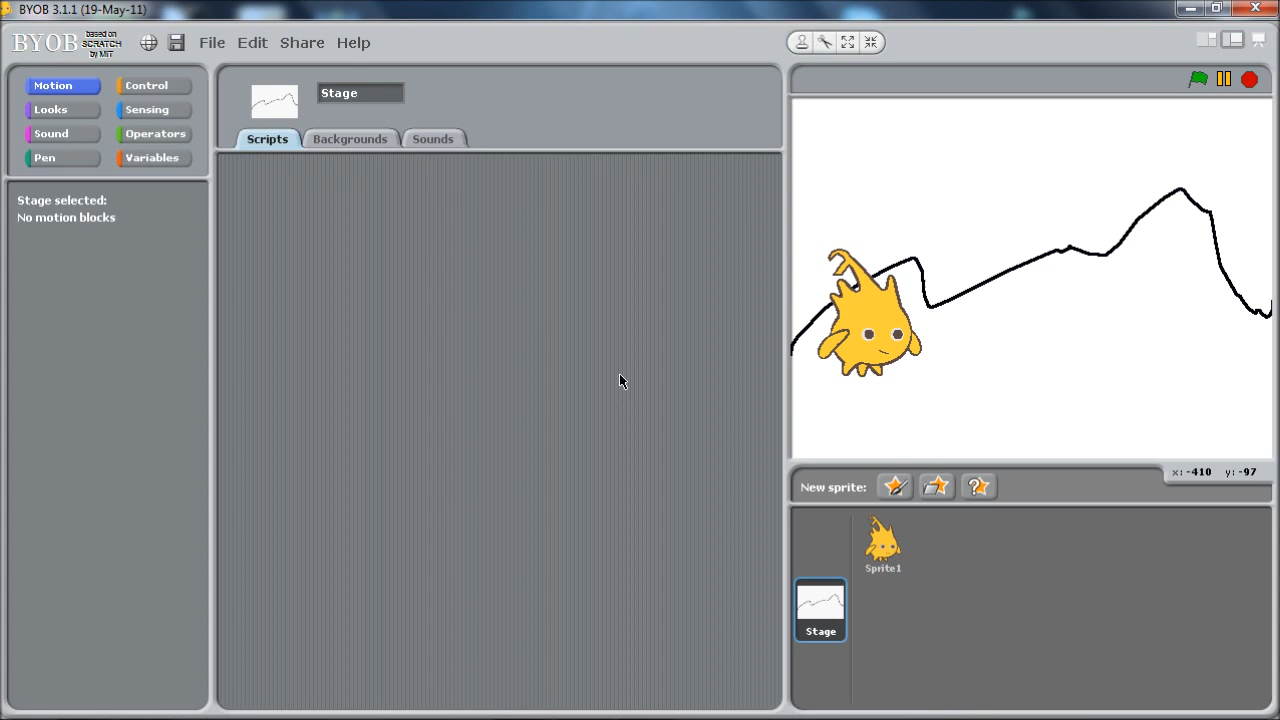 BYOB 3.1.1 (19-May-11)
BYOB based on SCRATCH by MIT File Edit Share Help
Motion Control
Looks Sensing
Sound Operators
Pen Variables
Stage selected:
No motion blocks
Stage
Scripts Backgrounds Sounds
x: -410 y: -97
New sprite:
Sprite1
Stage